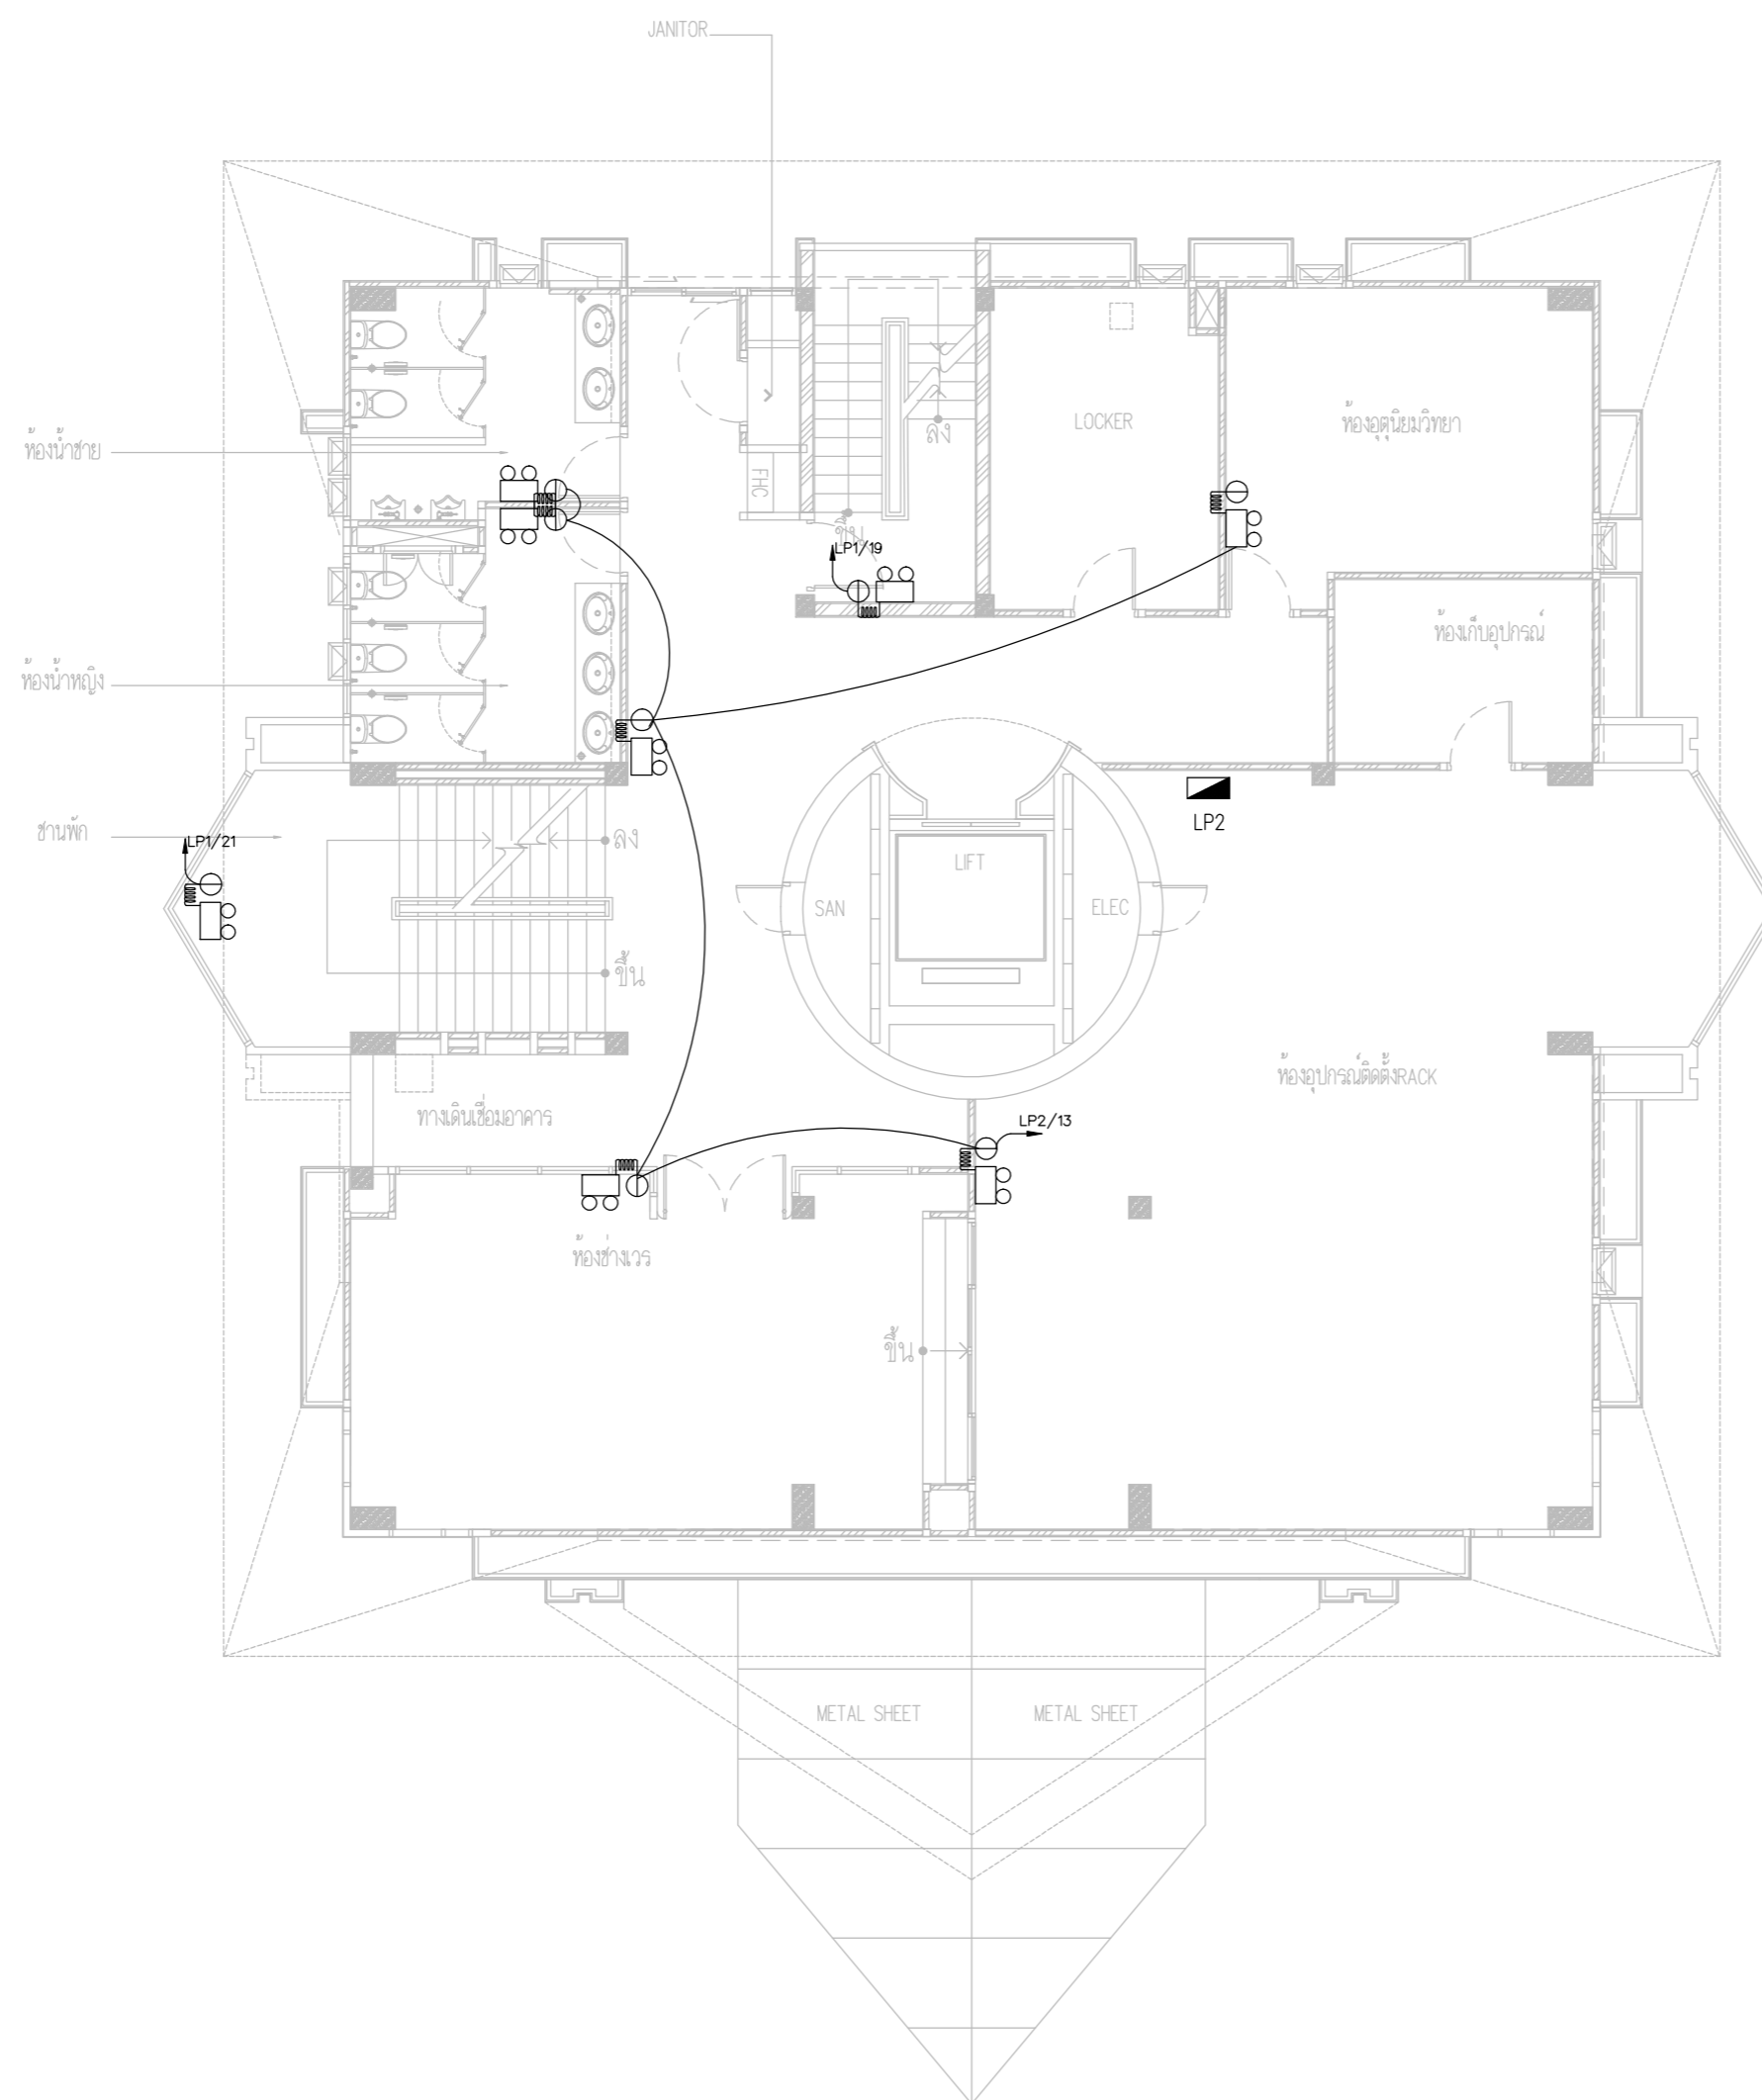 JANITOR
ห้องน้ำชาย
LOCKER
ห้องอุตุนิยมวิทยา
ลง
FHC
ขึ้น
LP1/19
ห้องเก็บอุปกรณ์
ห้องน้ำหญิง
ชานพัก
LP1/21
ลง
LP2
LIFT
SAN
ELEC
ขึ้น
ห้องอุปกรณ์ติดตั้งRACK
ทางเดินเชื่อมอาคาร
LP2/13
ห้องช่างเวร
ขึ้น
METAL SHEET
METAL SHEET